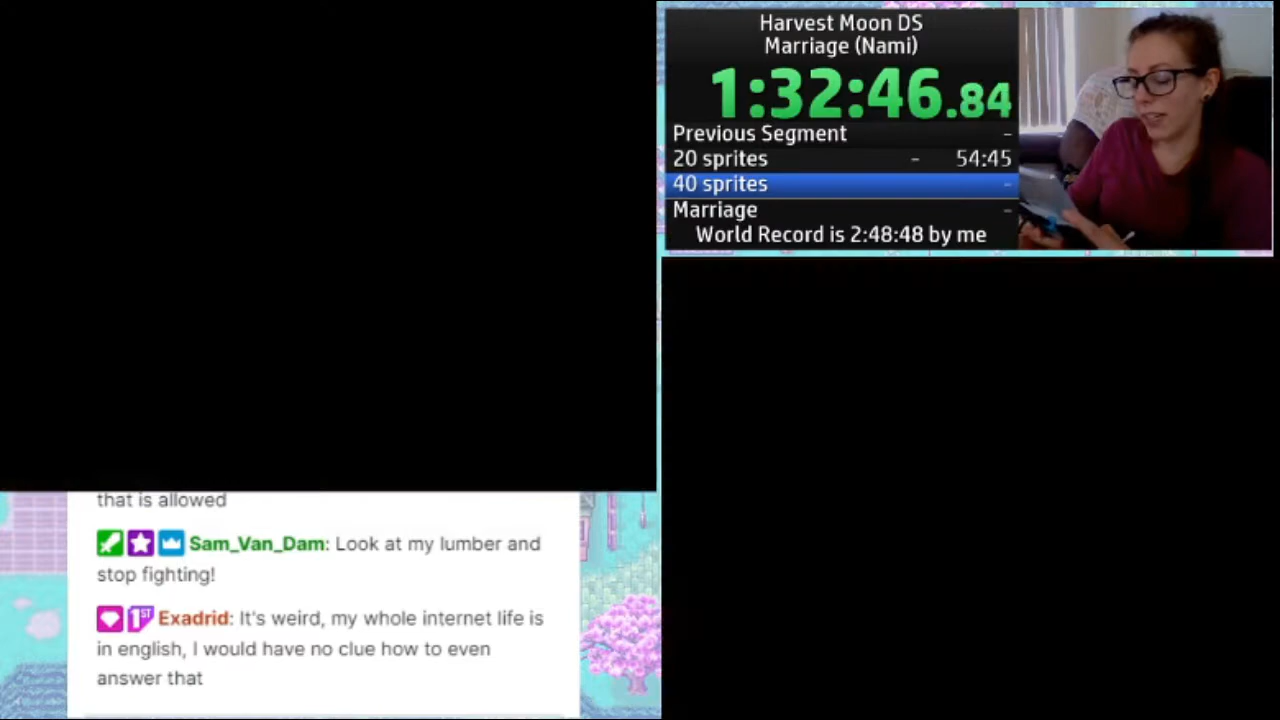 Harvest Moon DS
Marriage (Nami)
1:32:46.84
Previous Segment -
20 sprites - 54:45
40 sprites -
Marriage -
World Record is 2:48:48 by me
that is allowed
Sam_Van_Dam: Look at my lumber and
stop fighting!
1ST Exadrid: It's weird, my whole internet life is
in english, I would have no clue how to even
answer that